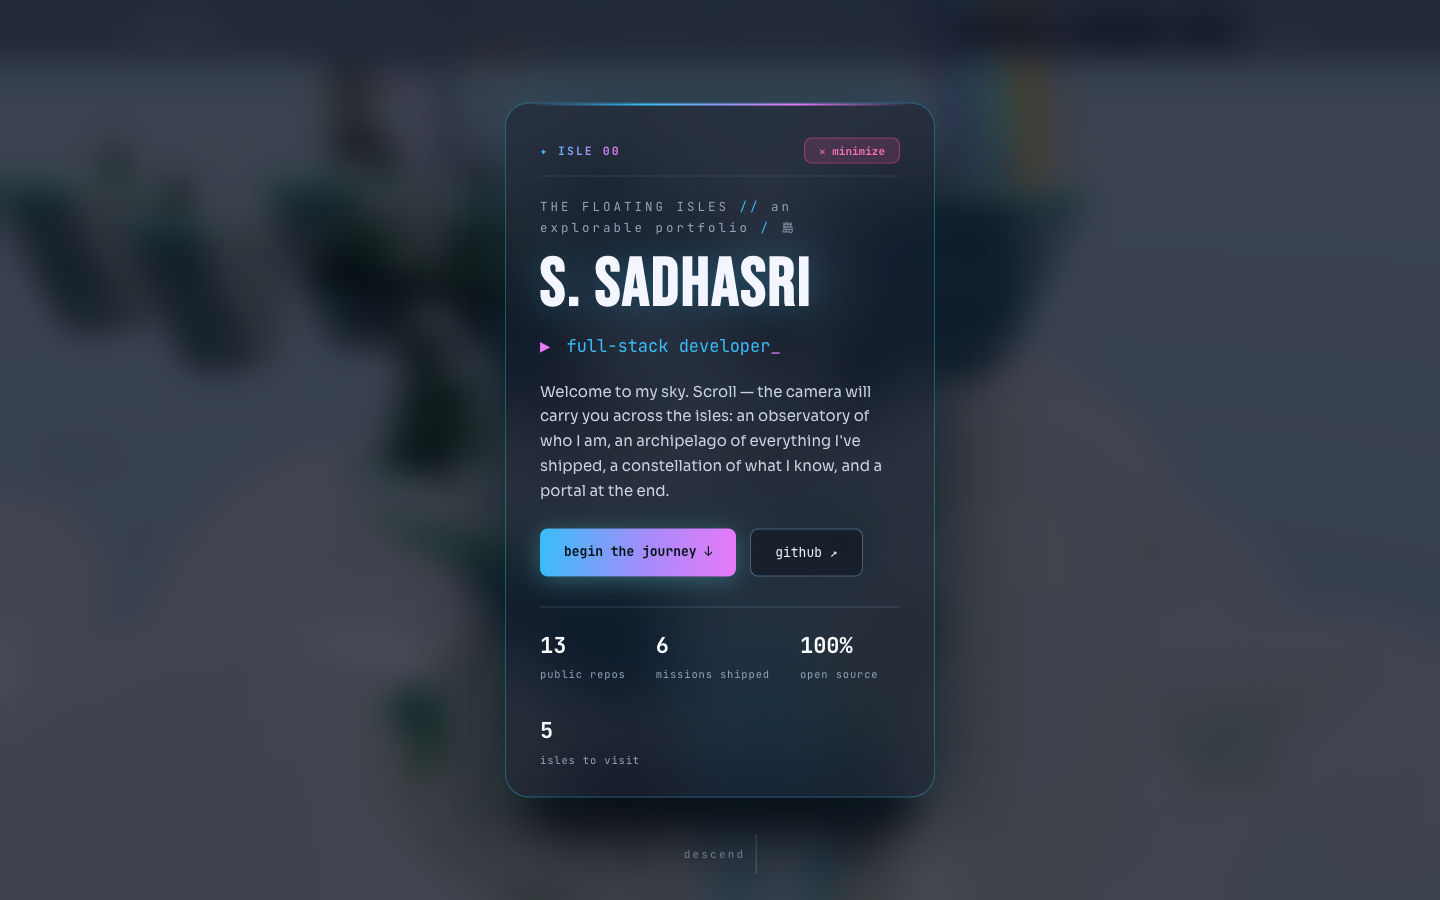 ✦ ISLE 00
✕ minimize
THE FLOATING ISLES // an
explorable portfolio / 島
S. SADHASRI
▶ full-stack developer_
Welcome to my sky. Scroll — the camera will
carry you across the isles: an observatory of
who I am, an archipelago of everything I've
shipped, a constellation of what I know, and a
portal at the end.
begin the journey ↓
github ↗
13
public repos
6
missions shipped
100%
open source
5
isles to visit
descend